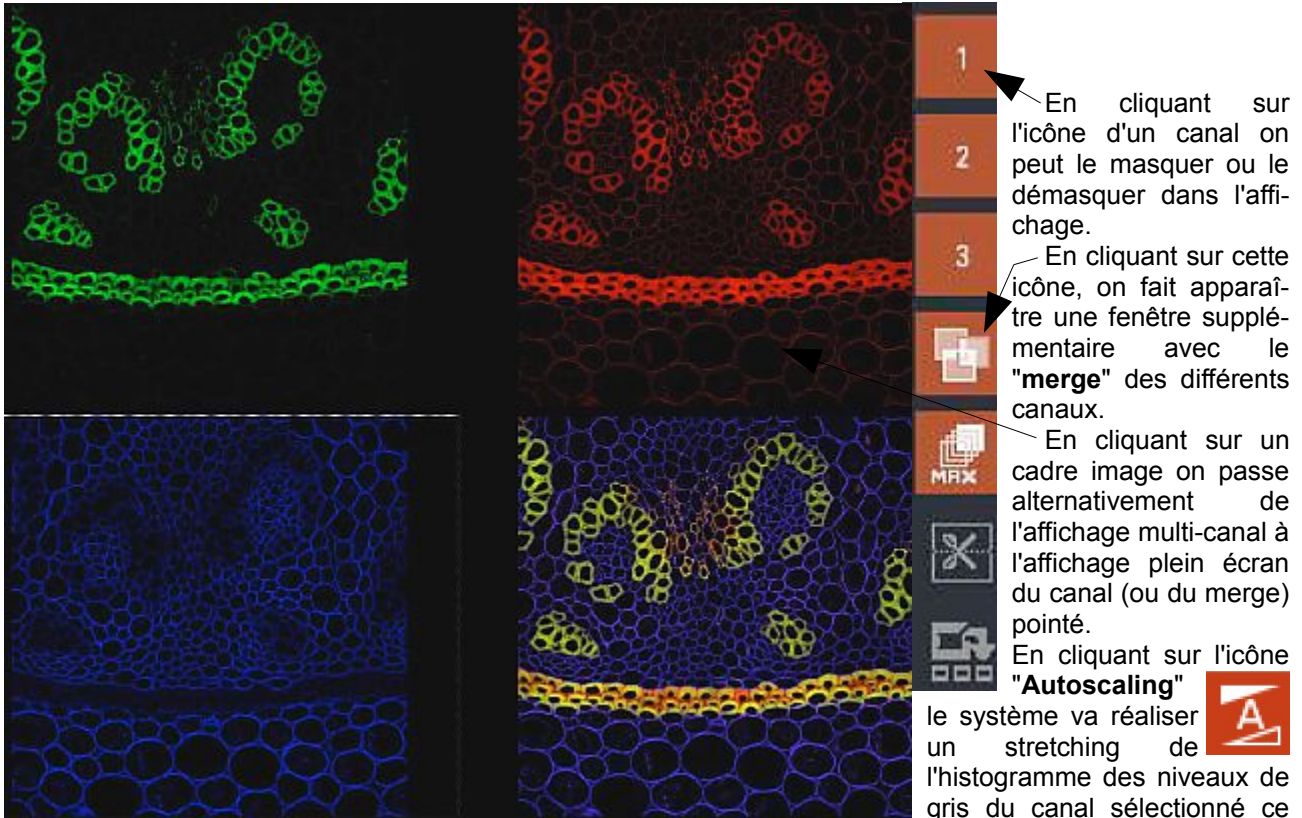 1
2
3
MAX
En cliquant sur
l'icône d'un canal on
peut le masquer ou le
démasquer dans l'affi-
chage.
En cliquant sur cette
icône, on fait apparaî-
tre une fenêtre supplé-
mentaire avec le
"merge" des différents
canaux.
En cliquant sur un
cadre image on passe
alternativement de
l'affichage multi-canal à
l'affichage plein écran
du canal (ou du merge)
pointé.
En cliquant sur l'icône
"Autoscaling"
A
le système va réaliser
un stretching de
l'histogramme des niveaux de
gris du canal sélectionné ce